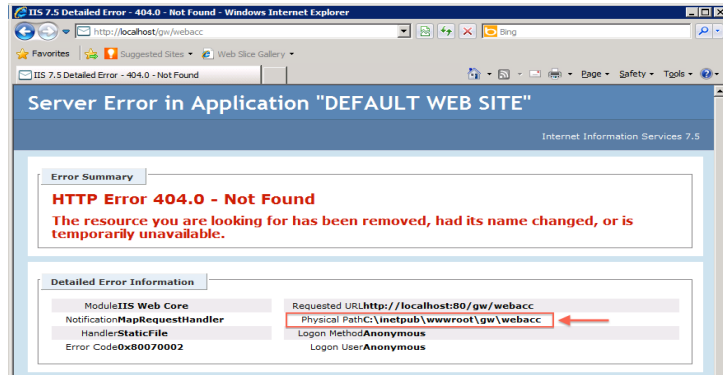 IIS 7.5 Detailed Error - 404.0 - Not Found - Windows Internet Explorer
http://localhost/gw/webacc
Bing
Favorites Suggested Sites Web Slice Gallery
IIS 7.5 Detailed Error - 404.0 - Not Found
Page Safety Tools
Server Error in Application "DEFAULT WEB SITE"
Internet Information Services 7.5
Error Summary
HTTP Error 404.0 - Not Found
The resource you are looking for has been removed, had its name changed, or is
temporarily unavailable.
Detailed Error Information
Module IIS Web Core Requested URL http://localhost:80/gw/webacc
Notification MapRequestHandler Physical Path C:\inetpub\wwwroot\gw\webacc
Handler StaticFile Logon Method Anonymous
Error Code 0x80070002 Logon User Anonymous